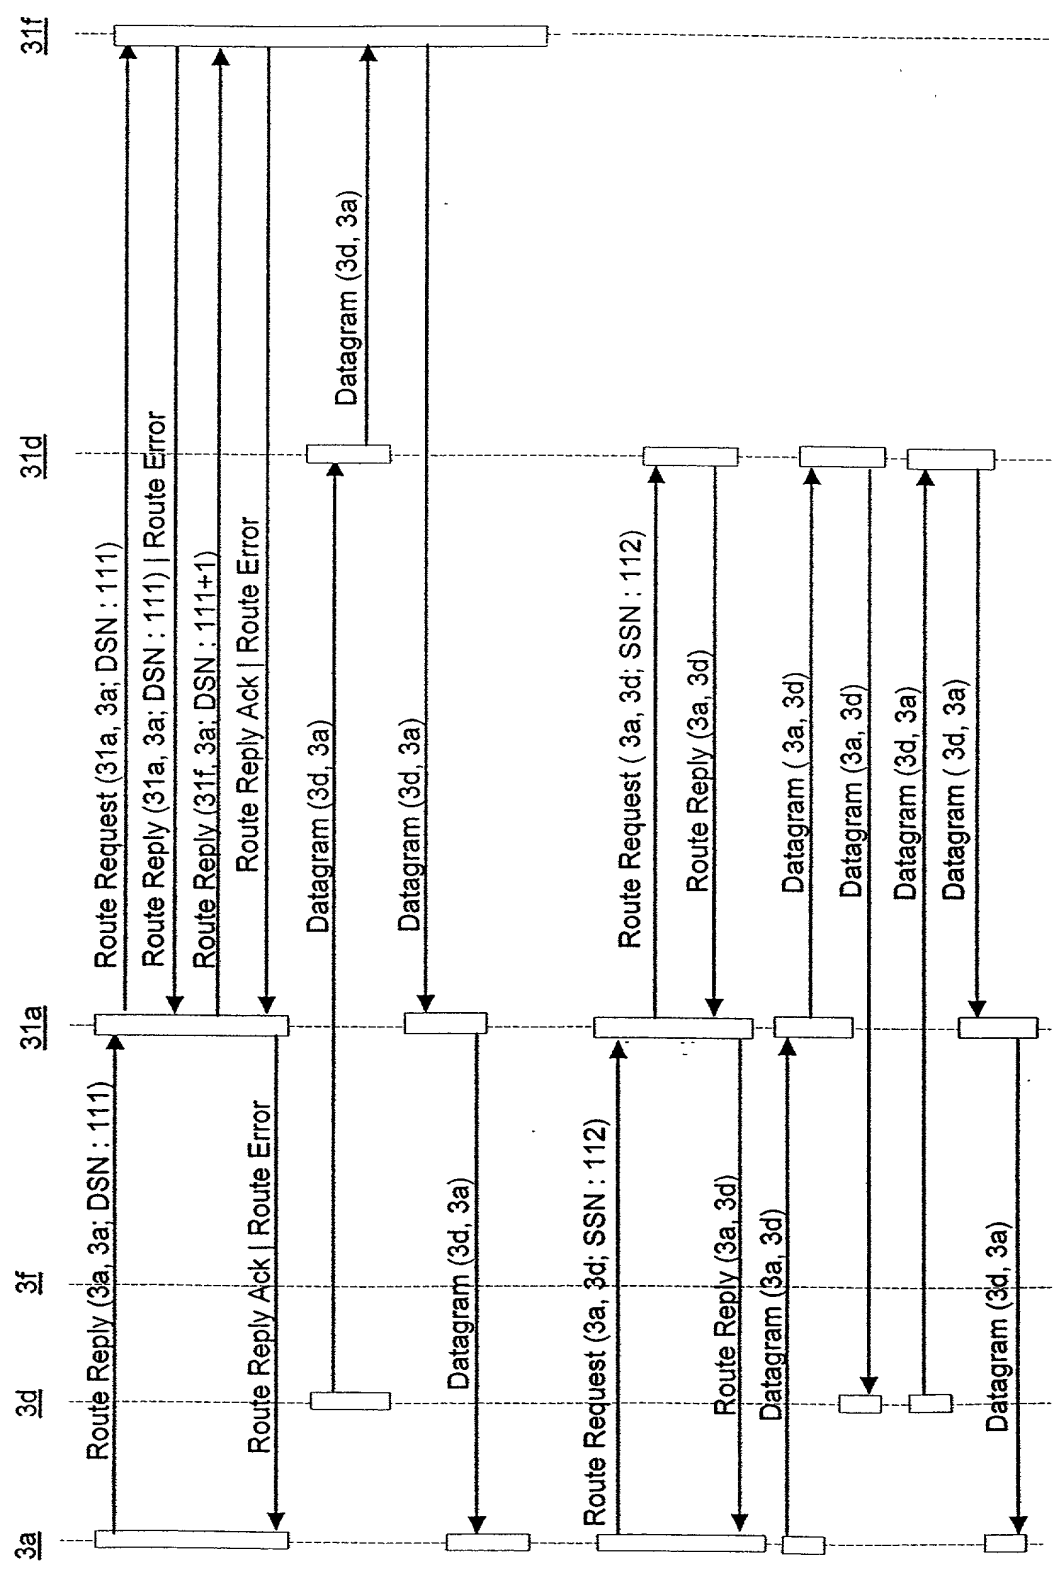 3a
3d
3f
31a
31d
31f
Route Reply (3a, 3a; DSN : 111)
Route Request (31a, 3a; DSN : 111)
Route Reply (31a, 3a; DSN : 111) | Route Error
Route Reply (31f, 3a; DSN : 111+1)
Route Reply Ack | Route Error
Route Reply Ack | Route Error
Datagram (3d, 3a)
Datagram (3d, 3a)
Datagram (3d, 3a)
Datagram (3d, 3a)
Route Request (3a, 3d; SSN : 112)
Route Request ( 3a, 3d; SSN : 112)
Route Reply (3a, 3d)
Route Reply (3a, 3d)
Datagram (3a, 3d)
Datagram ( 3a, 3d)
Datagram (3a, 3d)
Datagram (3d, 3a)
Datagram ( 3d, 3a)
Datagram (3d, 3a)